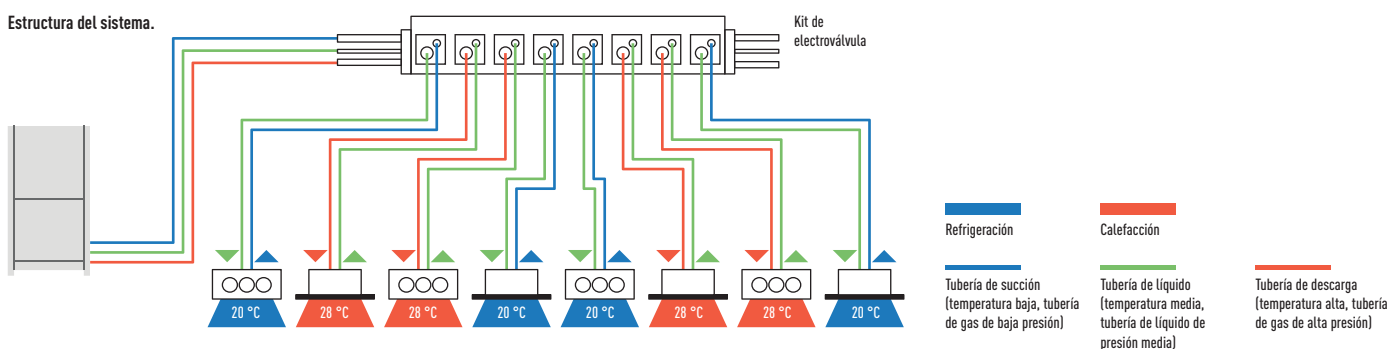 Estructura del sistema.
Kit de
electroválvula
20 °C
28 °C
28 °C
20 °C
20 °C
28 °C
28 °C
20 °C
Refrigeración
Calefacción
Tubería de succión
(temperatura baja, tubería
de gas de baja presión)
Tubería de líquido
(temperatura media,
tubería de líquido de
presión media)
Tubería de descarga
(temperatura alta, tubería
de gas de alta presión)